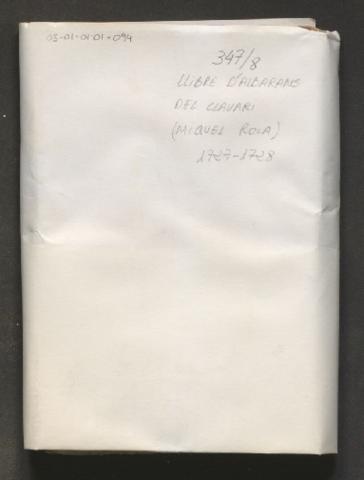 03-01-01-01-094
347/8
LLIBRE D'ALBARANS
DEL CLAVARI
(MIQUEL ROCA)
1727-1728